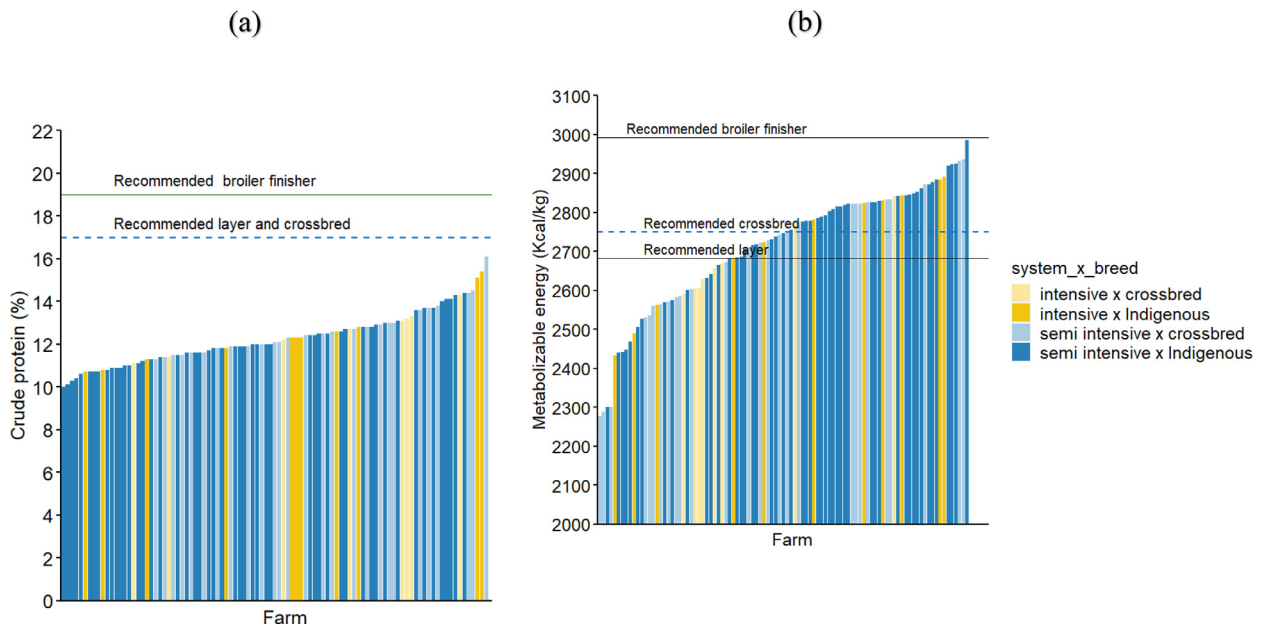 (a)
(b)
22
20
18
16
14
12
10
8
6
4
2
0
Crude protein (%)
Recommended broiler finisher
Recommended layer and crossbred
Farm
3100
3000
2900
2800
2700
2600
2500
2400
2300
2200
2100
2000
Metabolizable energy (Kcal/kg)
Recommended broiler finisher
Recommended crossbred
Recommended layer
Farm
system_x_breed
intensive x crossbred
intensive x Indigenous
semi intensive x crossbred
semi intensive x Indigenous